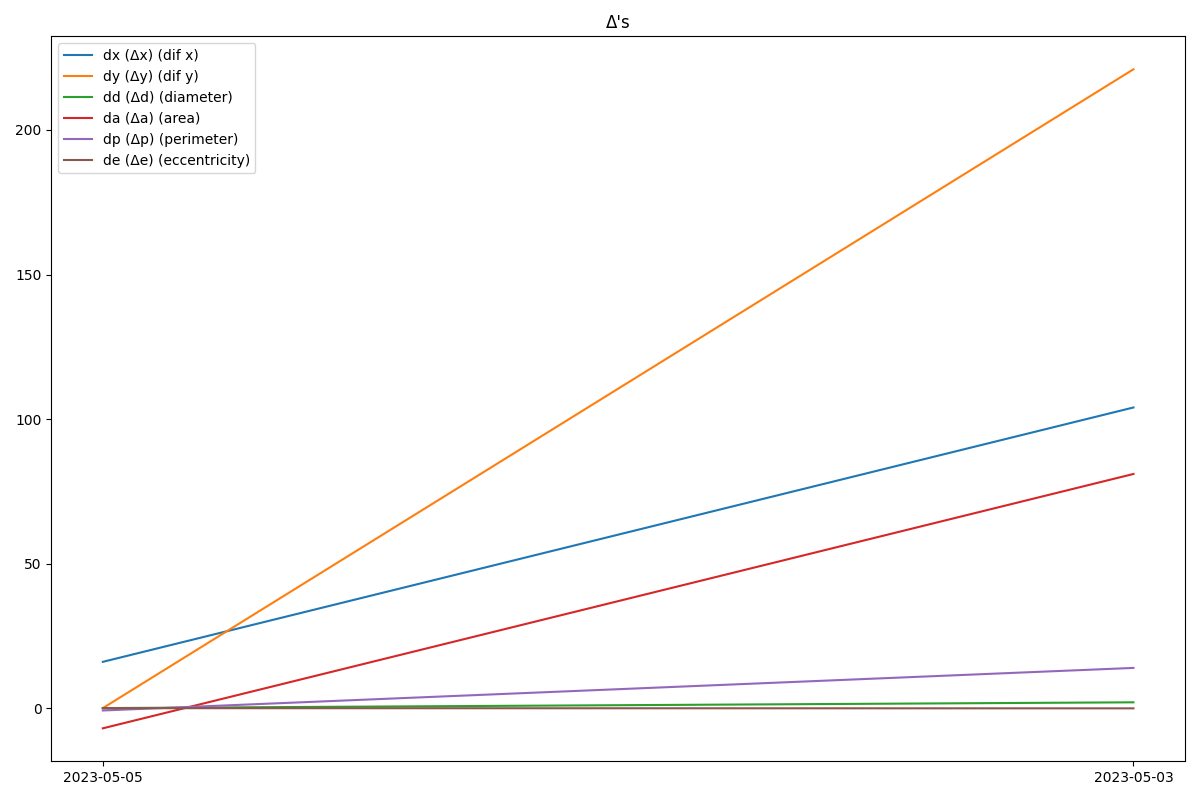 Δ's
dx (Δx) (dif x)
dy (Δy) (dif y)
dd (Δd) (diameter)
da (Δa) (area)
dp (Δp) (perimeter)
de (Δe) (eccentricity)
200
150
100
50
0
2023-05-05
2023-05-03